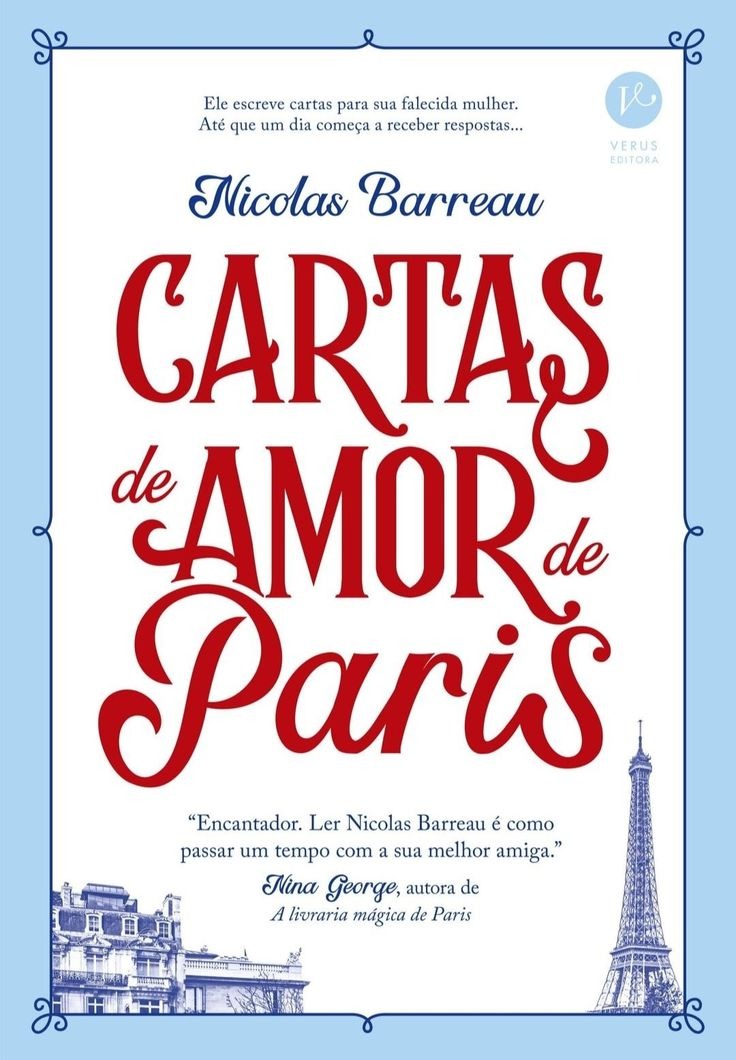 Ele escreve cartas para sua falecida mulher.
Até que um dia começa a receber respostas...
VERUS
EDITORA
Nicolas Barreau
CARTAS
de AMOR de
Paris
“Encantador. Ler Nicolas Barreau é como
passar um tempo com a sua melhor amiga.”
Nina George, autora de
A livraria mágica de Paris